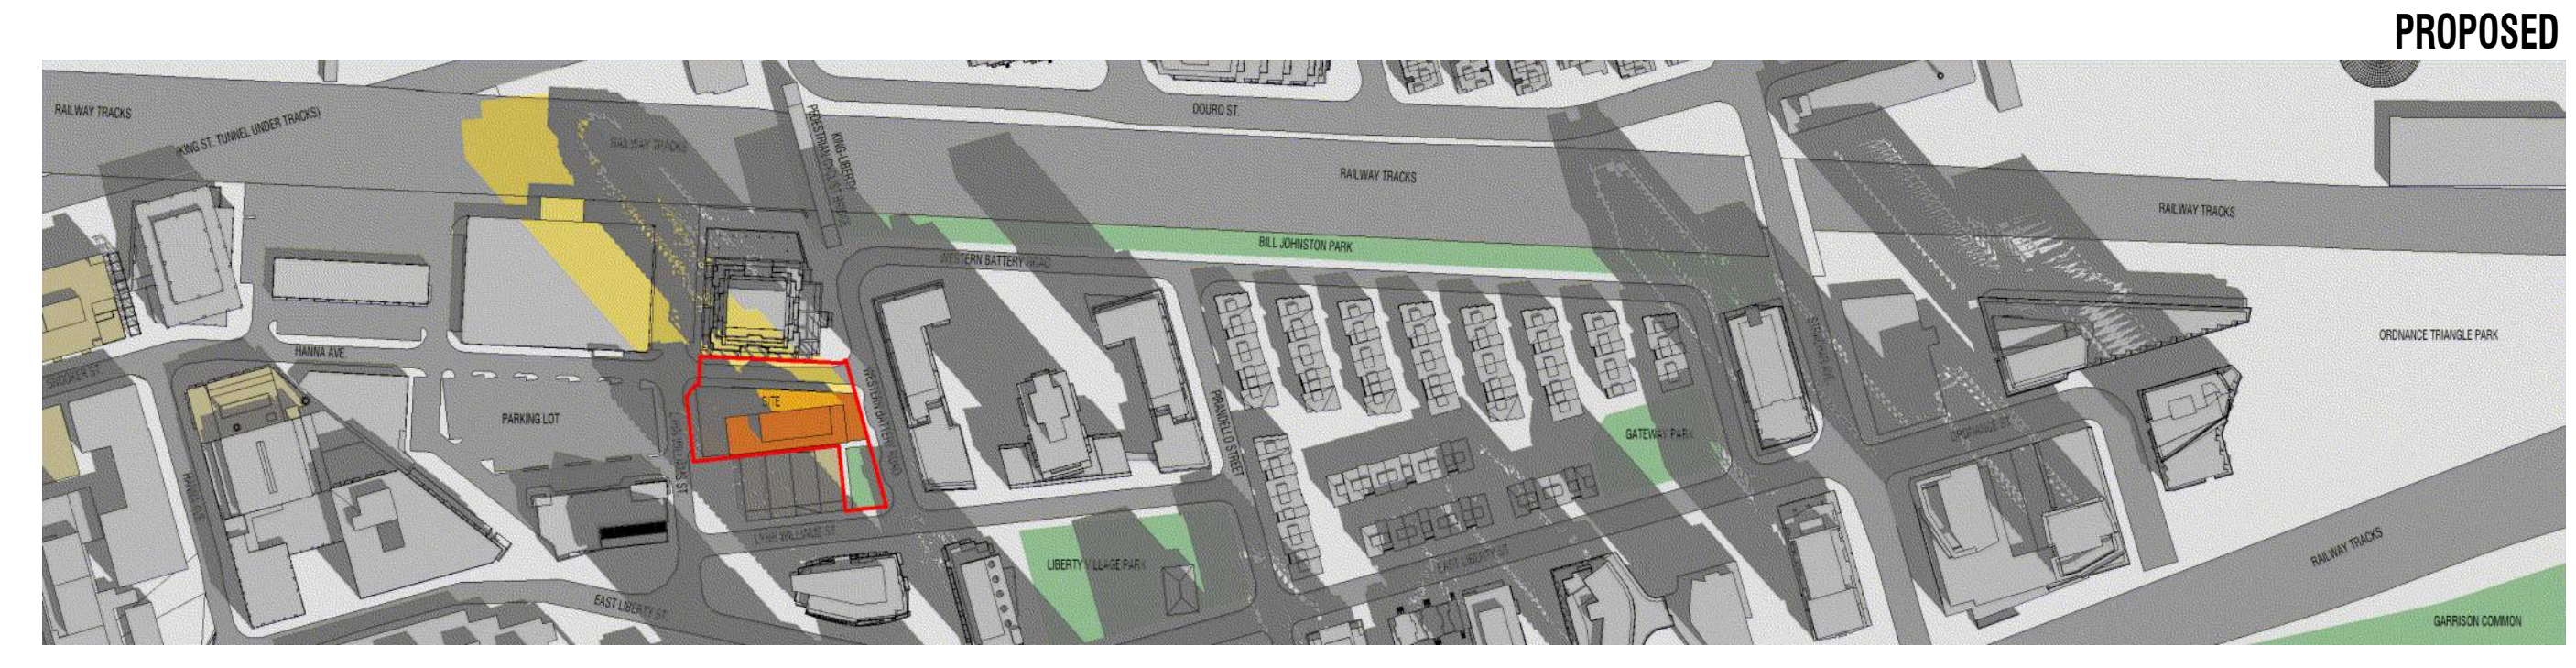 PROPOSED
RAILWAY TRACKS
(KING ST. TUNNEL UNDER TRACKS)
RAILWAY TRACKS
KING-LIBERTY
PEDESTRIAN/CYCLIST BRIDGE
DOURO ST.
RAILWAY TRACKS
RAILWAY TRACKS
BILL JOHNSTON PARK
WESTERN BATTERY ROAD
HANNA AVE.
SNOOKER ST.
PARKING LOT
SITE
WESTERN BATTERY ROAD
LYNN WILLIAMS ST.
HANNA AVE.
PIRANDELLO STREET
GATEWAY PARK
STRACHAN AVE.
ORDNANCE ST.
ORDNANCE TRIANGLE PARK
LYNN WILLIAMS ST.
LIBERTY VILLAGE PARK
EAST LIBERTY ST.
EAST LIBERTY ST.
RAILWAY TRACKS
GARRISON COMMON